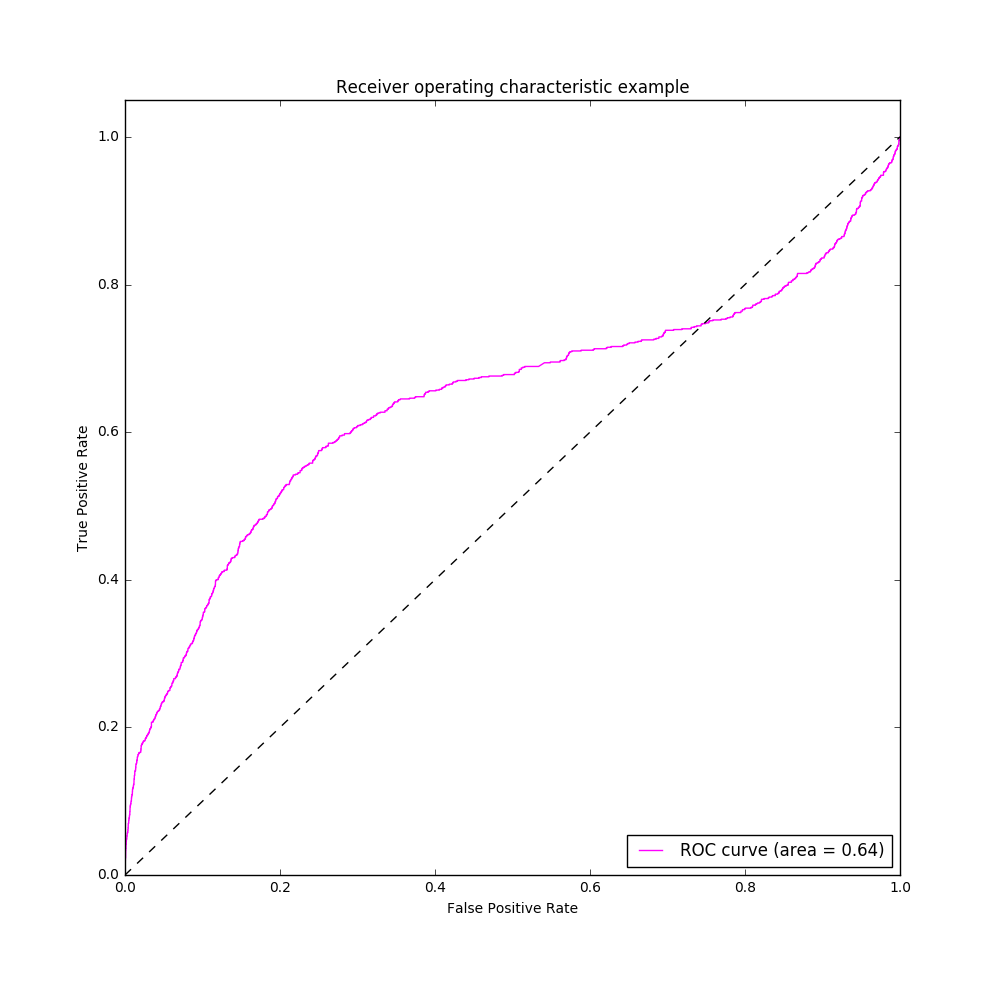 Receiver operating characteristic example
1.0
0.8
0.6
0.4
0.2
0.0
True Positive Rate
ROC curve (area = 0.64)
0.0 0.2 0.4 0.6 0.8 1.0
False Positive Rate